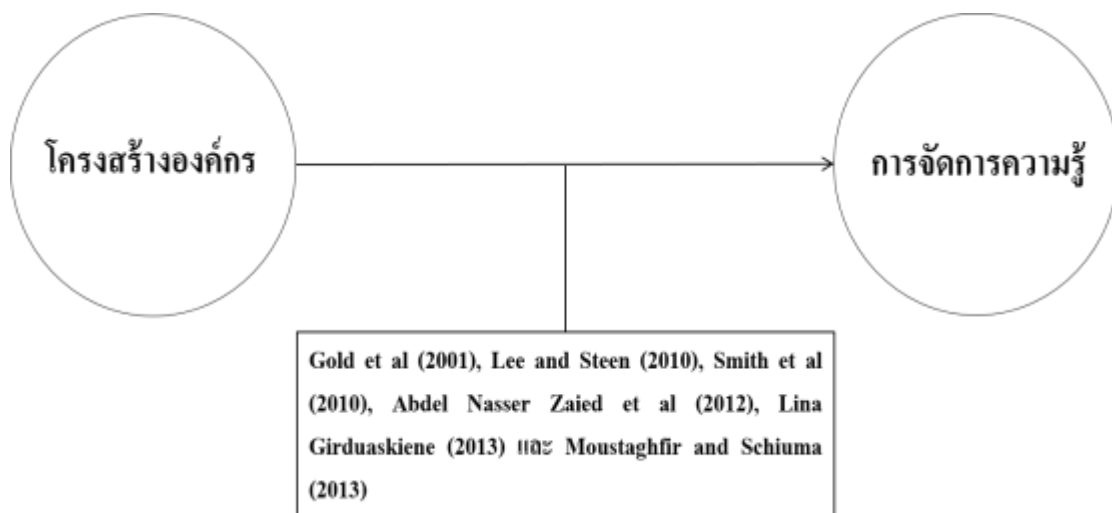 โครงสร้างองค์กร
การจัดการความรู้
Gold et al (2001), Lee and Steen (2010), Smith et al
(2010), Abdel Nasser Zaied et al (2012), Lina
Girduaskiene (2013) และ Moustaghfir and Schiuma
(2013)